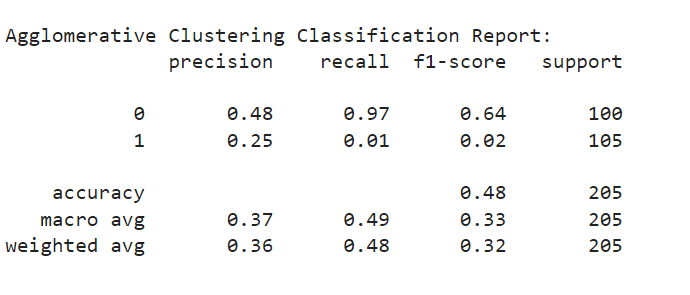 Agglomerative Clustering Classification Report:
precision recall f1-score support
0 0.48 0.97 0.64 100
1 0.25 0.01 0.02 105
accuracy 0.48 205
macro avg 0.37 0.49 0.33 205
weighted avg 0.36 0.48 0.32 205